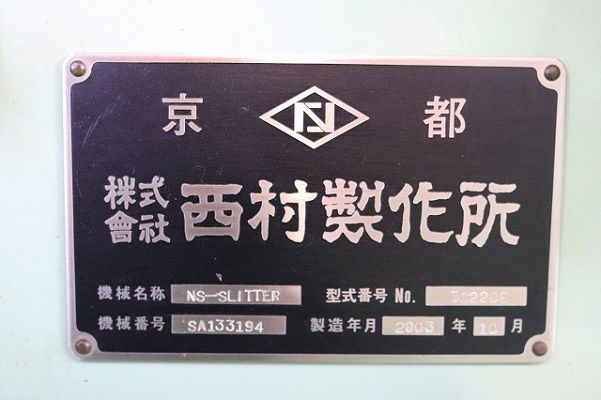 京 都
株式會社 西村製作所
機械名称 NS-SLITTER 型式番号 No.
機械番号 SA133194 製造年月 2003 年 10 月